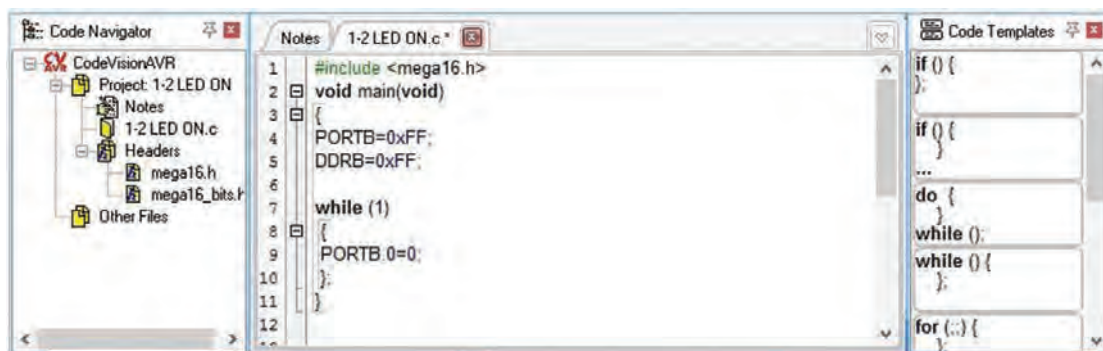 Code Navigator
CodeVisionAVR
Project: 1-2 LED ON
Notes
1-2 LED ON.c
Headers
mega16.h
mega16_bits.h
Other Files
Notes 1-2 LED ON.c *
1 #include <mega16.h>
2 void main(void)
3 {
4 PORTB=0xFF;
5 DDRB=0xFF;
6
7 while (1)
8 {
9 PORTB.0=0;
10 };
11 }
12
Code Templates
if () {
};
if () {
}
...
do {
}
while ();
while () {
};
for (;;) {
};